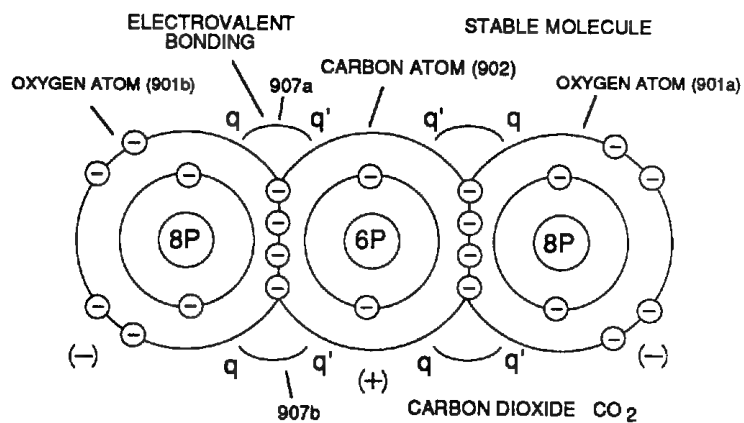 ELECTROVALENT
BONDING
STABLE MOLECULE
907a
CARBON ATOM (902)
OXYGEN ATOM (901b)
OXYGEN ATOM (901a)
q q' q' q
− − − − − − −
− −
− −
8P 6P 8P
− −
− −
− − − − − − −
(−) (−)
q q' q q'
(+)
907b
CARBON DIOXIDE CO2